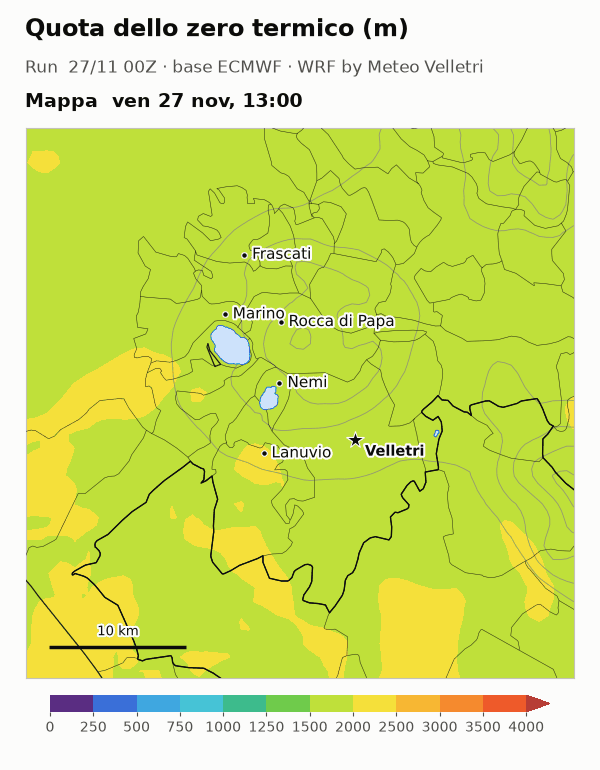 Quota dello zero termico (m)
Run  27/11 00Z · base ECMWF · WRF by Meteo Velletri
Mappa  ven 27 nov, 13:00
Frascati
Marino
Rocca di Papa
Nemi
Lanuvio
Velletri
10 km
0 250 500 750 1000 1250 1500 2000 2500 3000 3500 4000